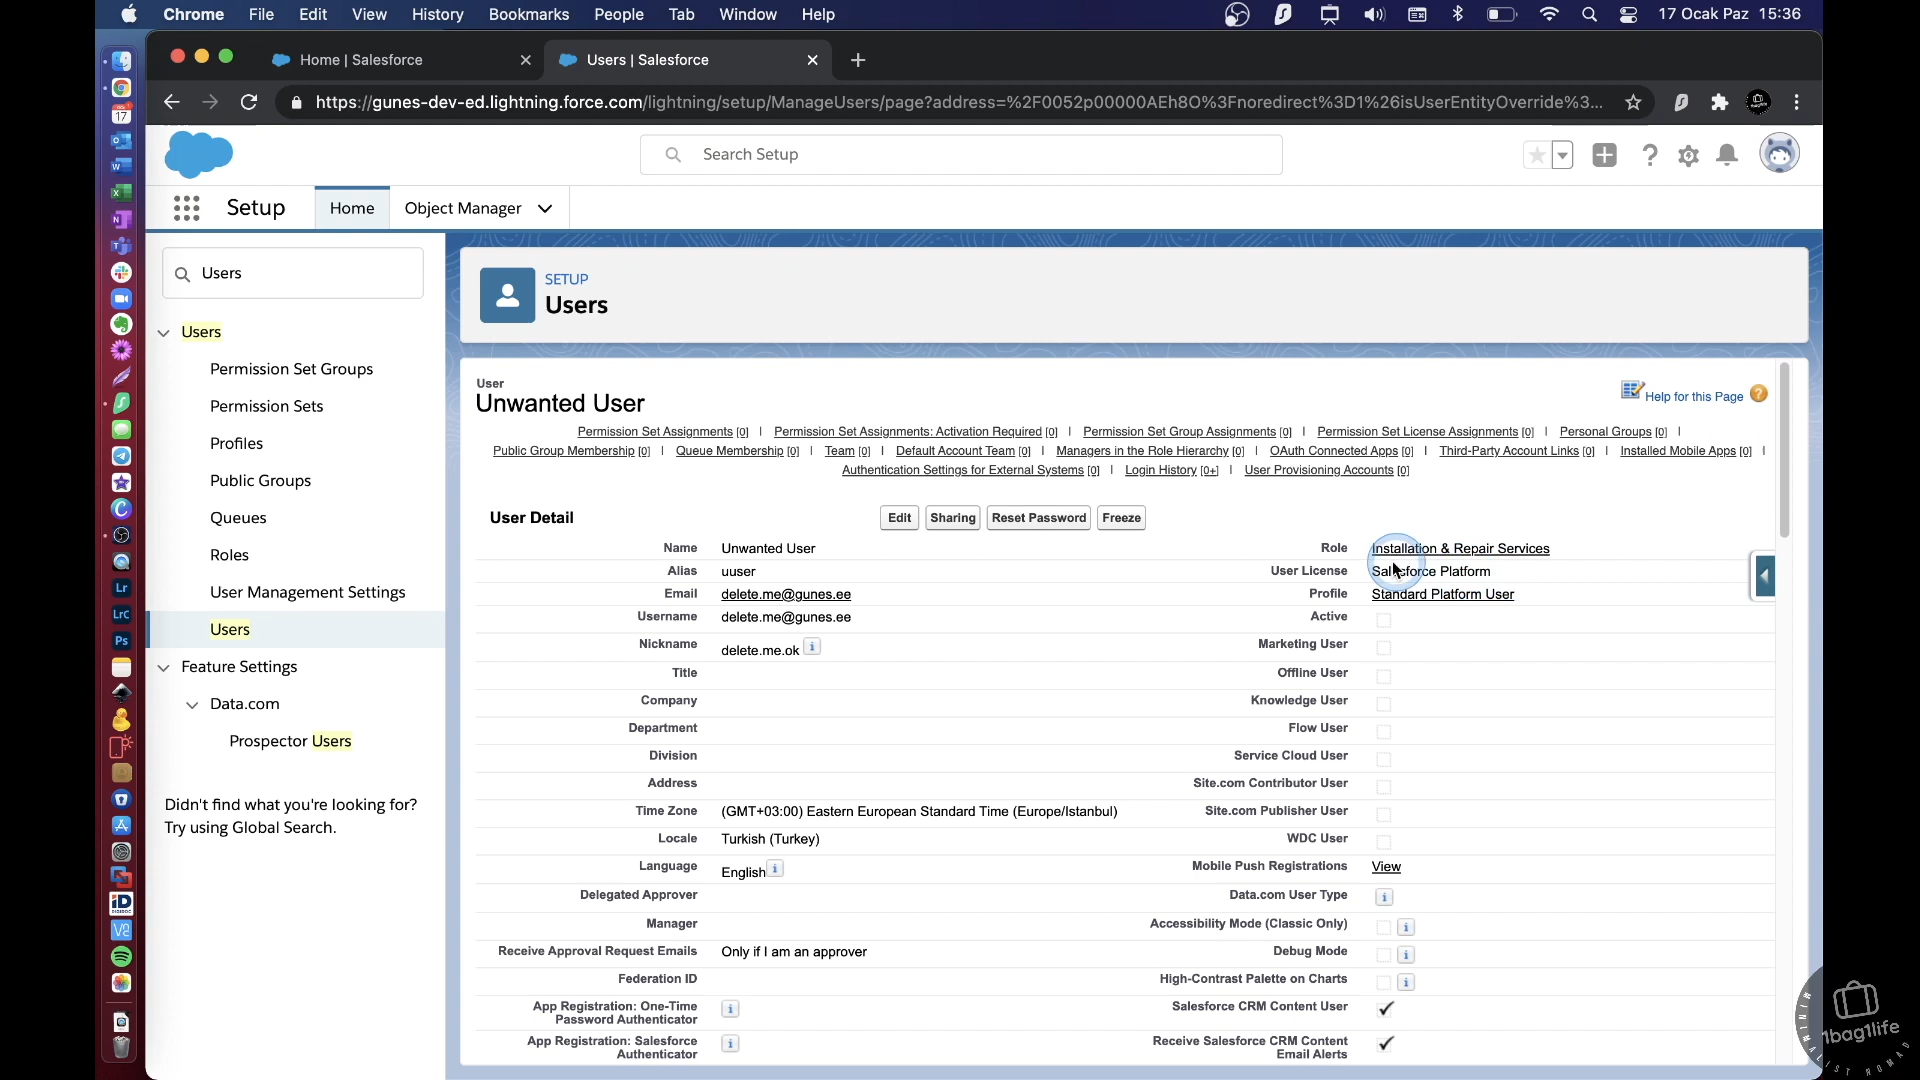 Chrome File Edit View History Bookmarks People Tab Window Help 17 Ocak Paz 15:36
Home | Salesforce Users | Salesforce
https://gunes-dev-ed.lightning.force.com/lightning/setup/ManageUsers/page?address=%2F0052p00000AEh8O%3Fnoredirect%3D1%26isUserEntityOverride%3...
Search Setup
Setup Home Object Manager
Users
Users
Permission Set Groups
Permission Sets
Profiles
Public Groups
Queues
Roles
User Management Settings
Users
Feature Settings
Data.com
Prospector Users
Didn't find what you're looking for?
Try using Global Search.
SETUP
Users
User
Unwanted User
Help for this Page
Permission Set Assignments [0] | Permission Set Assignments: Activation Required [0] | Permission Set Group Assignments [0] | Permission Set License Assignments [0] | Personal Groups [0] |
Public Group Membership [0] | Queue Membership [0] | Team [0] | Default Account Team [0] | Managers in the Role Hierarchy [0] | OAuth Connected Apps [0] | Third-Party Account Links [0] | Installed Mobile Apps [0] |
Authentication Settings for External Systems [0] | Login History [0+] | User Provisioning Accounts [0]
User Detail Edit Sharing Reset Password Freeze
Name Unwanted User Role Installation & Repair Services
Alias uuser User License Salesforce Platform
Email delete.me@gunes.ee Profile Standard Platform User
Username delete.me@gunes.ee Active
Nickname delete.me.ok Marketing User
Title Offline User
Company Knowledge User
Department Flow User
Division Service Cloud User
Address Site.com Contributor User
Time Zone (GMT+03:00) Eastern European Standard Time (Europe/Istanbul) Site.com Publisher User
Locale Turkish (Turkey) WDC User
Language English Mobile Push Registrations View
Delegated Approver Data.com User Type
Manager Accessibility Mode (Classic Only)
Receive Approval Request Emails Only if I am an approver Debug Mode
Federation ID High-Contrast Palette on Charts
App Registration: One-Time Salesforce CRM Content User
Password Authenticator
App Registration: Salesforce Receive Salesforce CRM Content
Authenticator Email Alerts
1bag1life
MINIMALIST NOMAD